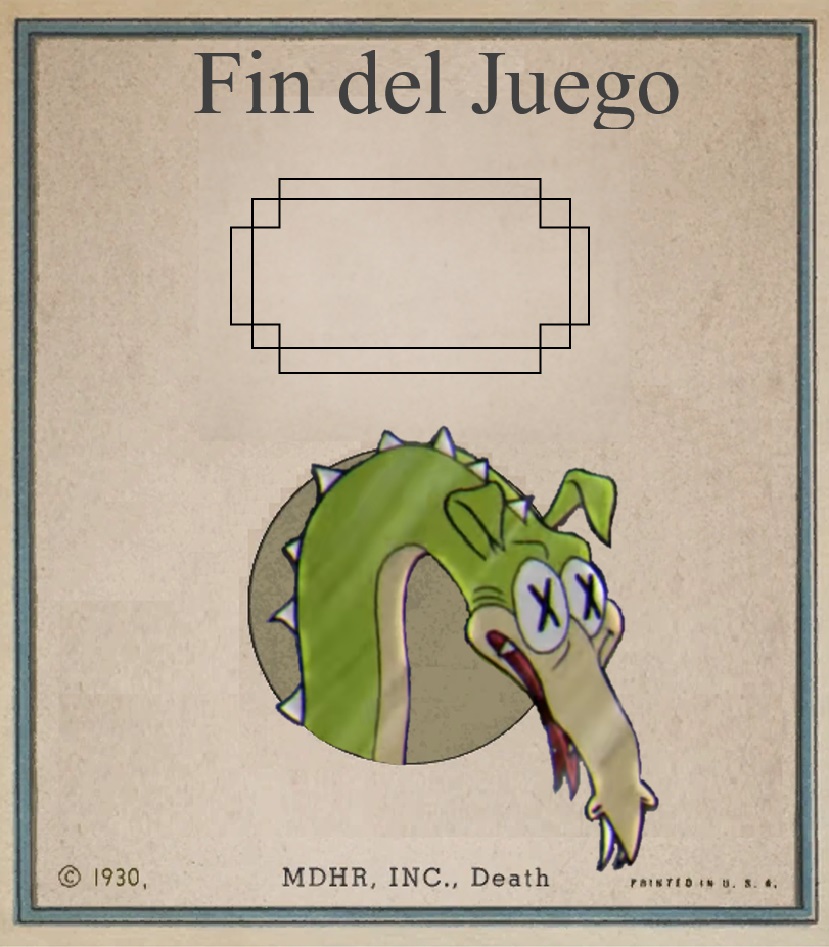 Fin del Juego
X X
© 1930, MDHR, INC., Death PRINTED IN U. S. A.